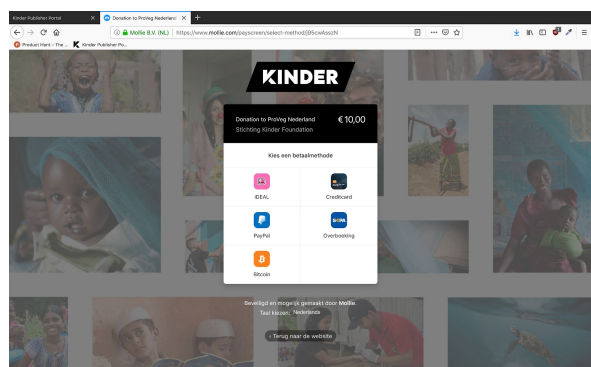 Kinder Publisher Portal
Donation to ProVeg Nederland
Mollie B.V. (NL)
https://www.mollie.com/payscreen/select-method/j95cwAsszN
Product Hunt – The ...
Kinder Publisher Po...
KINDER
Donation to ProVeg Nederland € 10,00
Stichting Kinder Foundation
Kies een betaalmethode
iDEAL
Creditcard
PayPal
SEPA
Overboeking
Bitcoin
Beveiligd en mogelijk gemaakt door Mollie.
Taal kiezen: Nederlands
‹ Terug naar de website